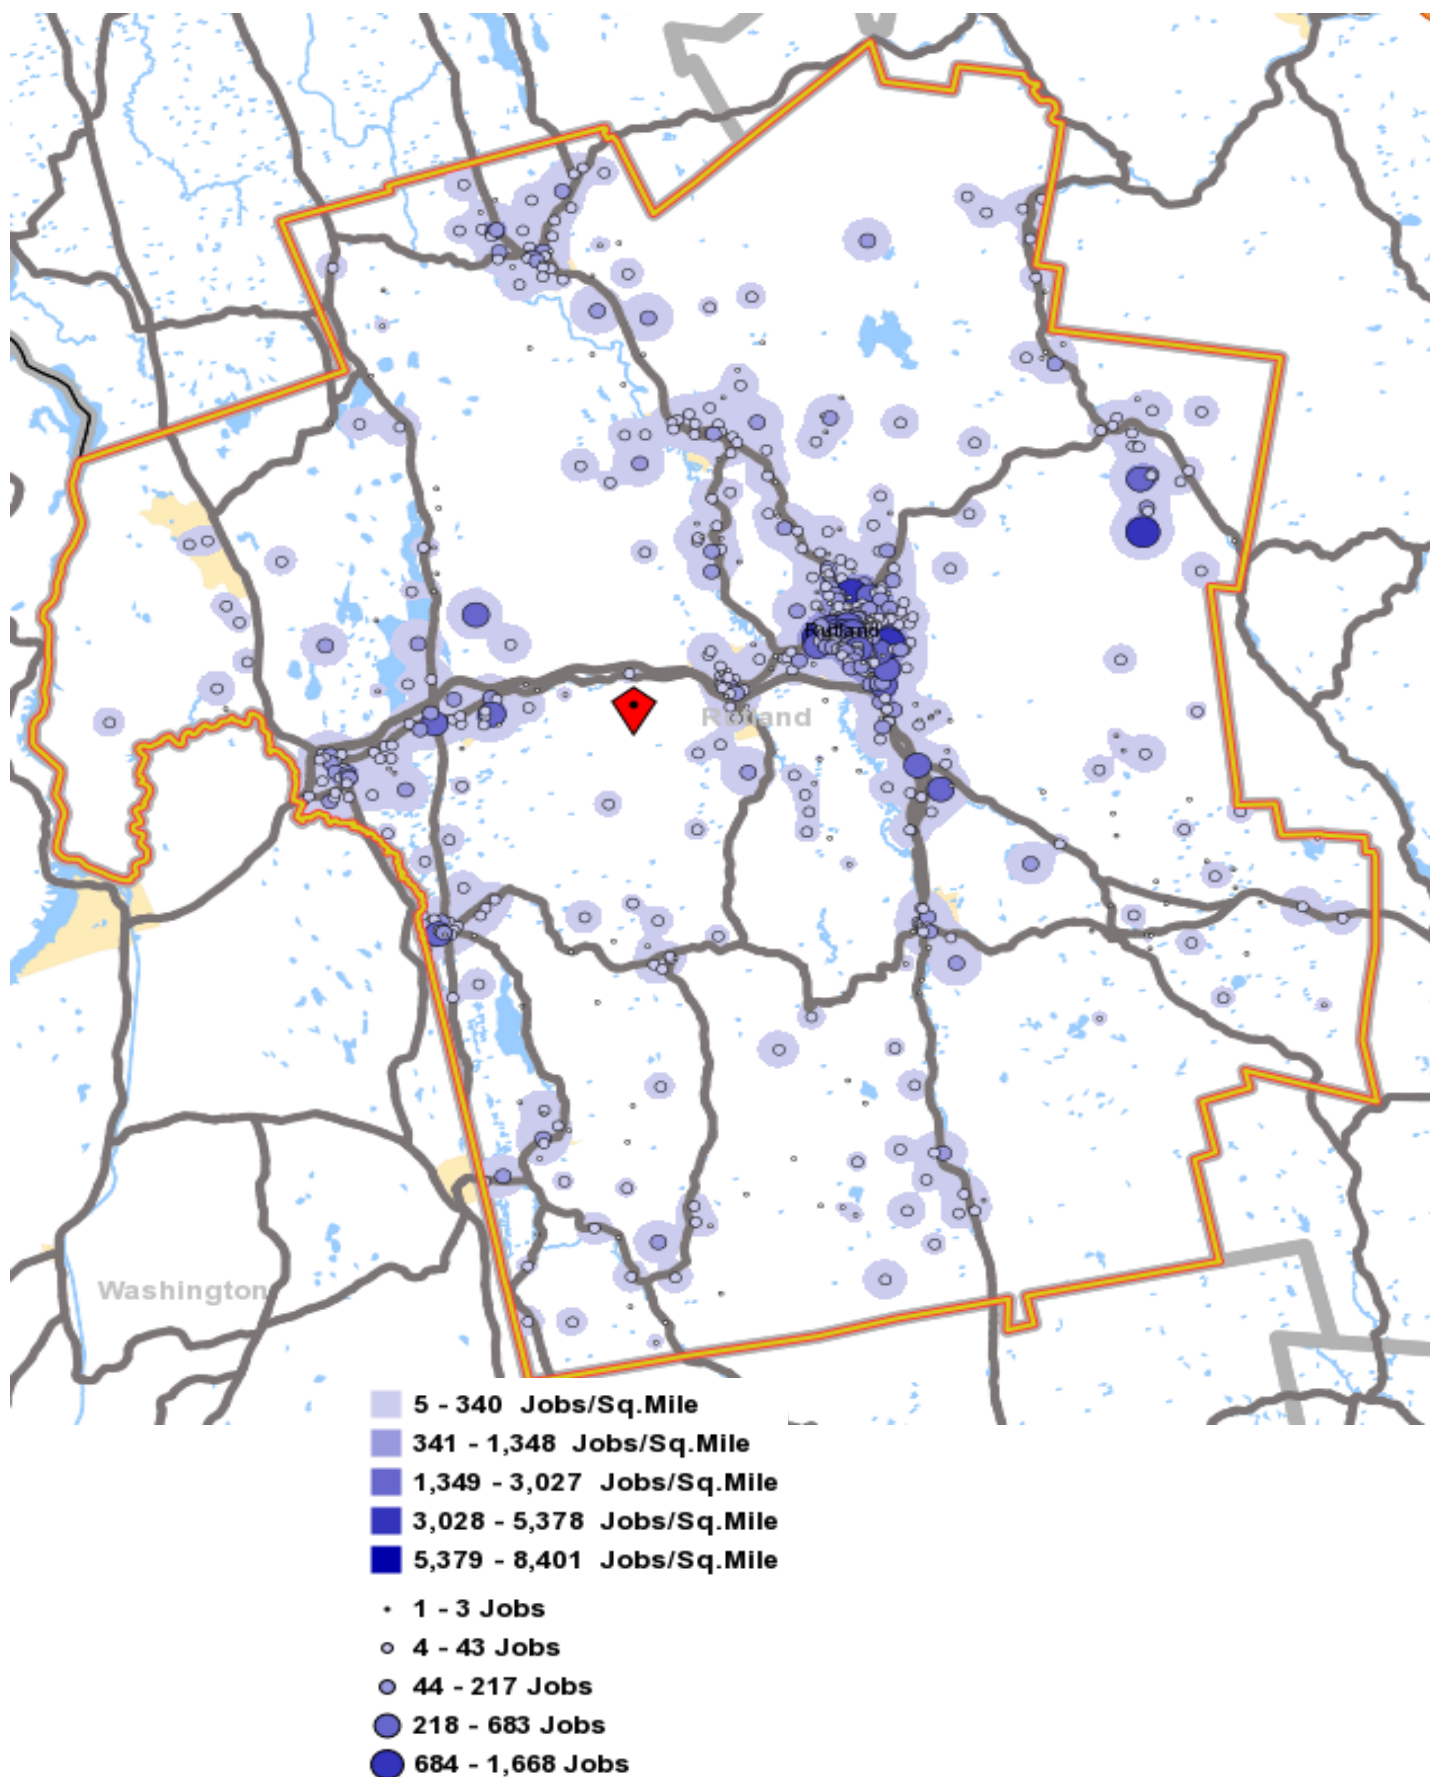 Rutland
Rutland
Washington
5 - 340 Jobs/Sq.Mile
341 - 1,348 Jobs/Sq.Mile
1,349 - 3,027 Jobs/Sq.Mile
3,028 - 5,378 Jobs/Sq.Mile
5,379 - 8,401 Jobs/Sq.Mile
1 - 3 Jobs
4 - 43 Jobs
44 - 217 Jobs
218 - 683 Jobs
684 - 1,668 Jobs